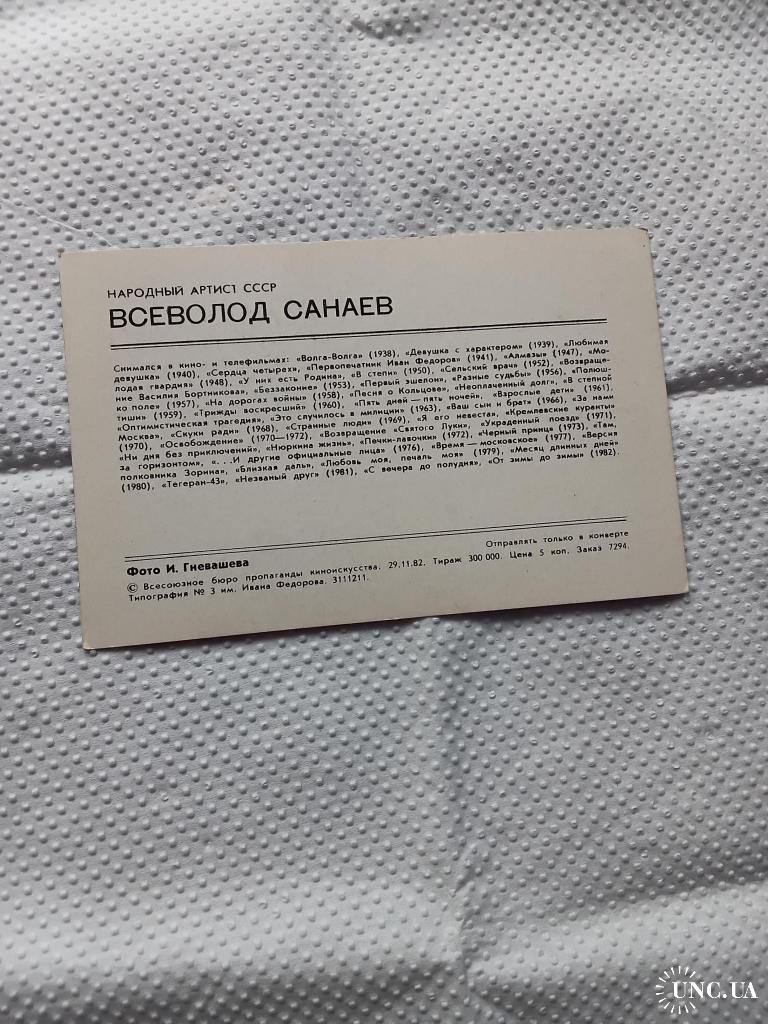 НАРОДНЫЙ АРТИСТ СССР
ВСЕВОЛОД САНАЕВ
Снимался в кино- и телефильмах: «Волга-Волга» (1938), «Девушка с характером» (1939), «Любимая
девушка» (1940), «Сердца четырех», «Первопечатник Иван Федоров» (1941), «Алмазы» (1947), «Мо-
лодая гвардия» (1948), «У них есть Родина», «В степи» (1950), «Сельский врач» (1952), «Возвраще-
ние Василия Бортникова», «Беззаконие» (1953), «Первый эшелон», «Разные судьбы» (1956), «Полюш-
ко поле» (1957), «На дорогах войны» (1958), «Песня о Кольцове», «Неоплаченный долг», «В степной
тиши» (1959), «Трижды воскресший» (1960), «Пять дней — пять ночей», «Взрослые дети» (1961),
«Оптимистическая трагедия», «Это случилось в милиции» (1963), «Ваш сын и брат» (1966), «За нами
Москва», «Скуки ради» (1968), «Странные люди» (1969), «Я его невеста», «Кремлевские куранты»
(1970), «Освобождение» (1970—1972), «Возвращение «Святого Луки», «Украденный поезд» (1971),
«Ни дня без приключений», «Нюркина жизнь», «Печки-лавочки» (1972), «Черный принц» (1973), «Там,
за горизонтом», «. . .И другие официальные лица» (1976), «Время — московское» (1977), «Версия
полковника Зорина», «Близкая даль», «Любовь моя, печаль моя» (1979), «Месяц длинных дней»
(1980), «Тегеран-43», «Незваный друг» (1981), «С вечера до полудня», «От зимы до зимы» (1982).
Фото И. Гневашева
Отправлять только в конверте
© Всесоюзное бюро пропаганды киноискусства. 29.11.82. Тираж 300 000. Цена 5 коп. Заказ 7294.
Типография № 3 им. Ивана Федорова. 3111211.
UNC.UA